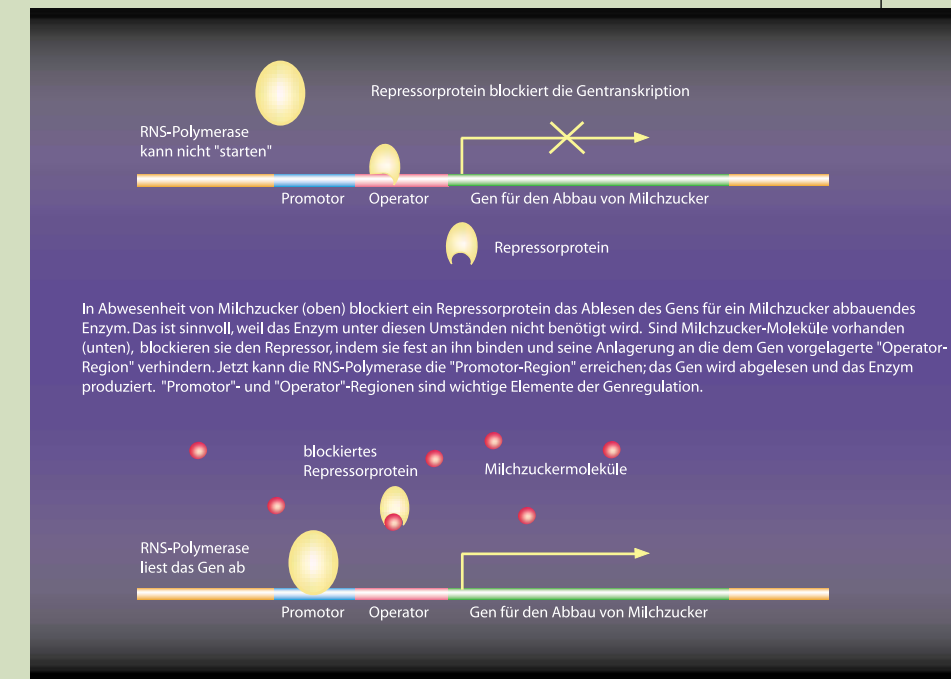 Repressorprotein blockiert die Gentranskription
RNS-Polymerase
kann nicht "starten"
Promotor Operator Gen für den Abbau von Milchzucker
Repressorprotein
In Abwesenheit von Milchzucker (oben) blockiert ein Repressorprotein das Ablesen des Gens für ein Milchzucker abbauendes
Enzym. Das ist sinnvoll, weil das Enzym unter diesen Umständen nicht benötigt wird. Sind Milchzucker-Moleküle vorhanden
(unten), blockieren sie den Repressor, indem sie fest an ihn binden und seine Anlagerung an die dem Gen vorgelagerte "Operator-
Region" verhindern. Jetzt kann die RNS-Polymerase die "Promotor-Region" erreichen; das Gen wird abgelesen und das Enzym
produziert. "Promotor"- und "Operator"-Regionen sind wichtige Elemente der Genregulation.
blockiertes
Repressorprotein
Milchzuckermoleküle
RNS-Polymerase
liest das Gen ab
Promotor Operator Gen für den Abbau von Milchzucker